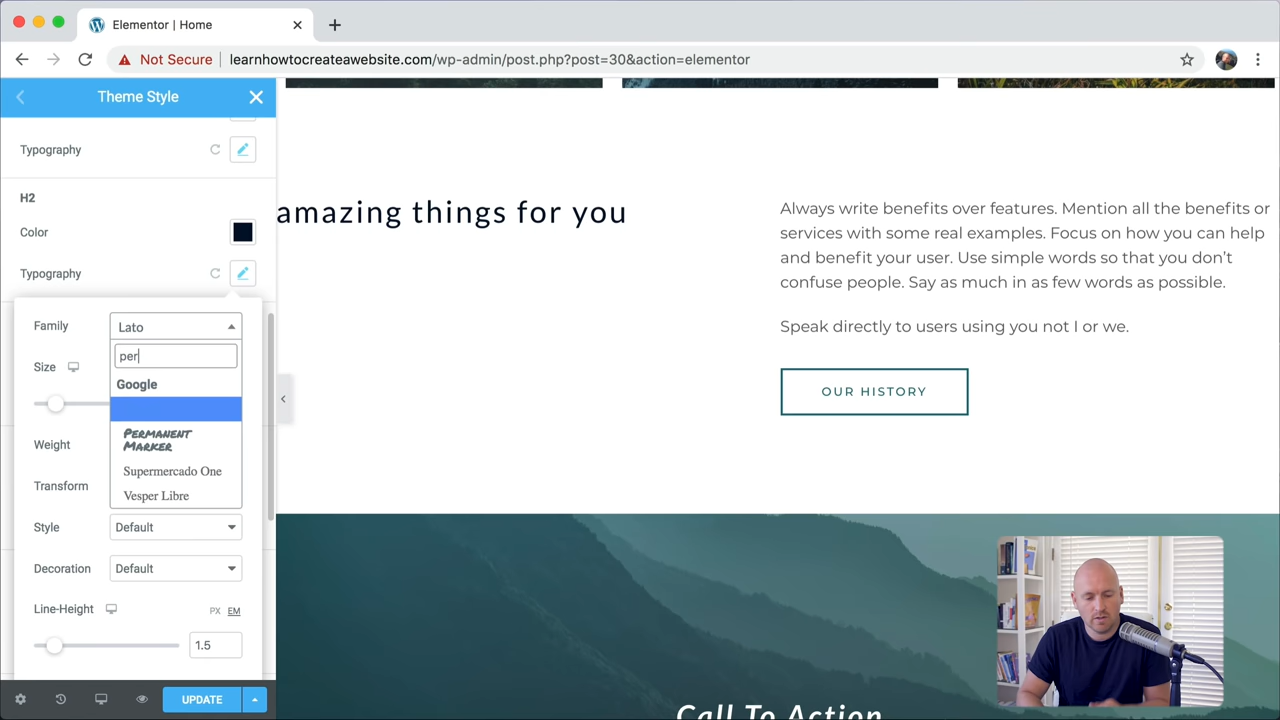 Elementor | Home
Not Secure
learnhowtocreateawebsite.com/wp-admin/post.php?post=30&action=elementor
Theme Style
Typography
H2
Color
Typography
Family
Lato
per
Size
Google
Weight
Permanent
Marker
Supermercado One
Transform
Vesper Libre
Style
Default
Decoration
Default
Line-Height
PX EM
1.5
UPDATE
amazing things for you
Always write benefits over features. Mention all the benefits or
services with some real examples. Focus on how you can help
and benefit your user. Use simple words so that you don't
confuse people. Say as much in as few words as possible.
Speak directly to users using you not I or we.
OUR HISTORY
Call To Action